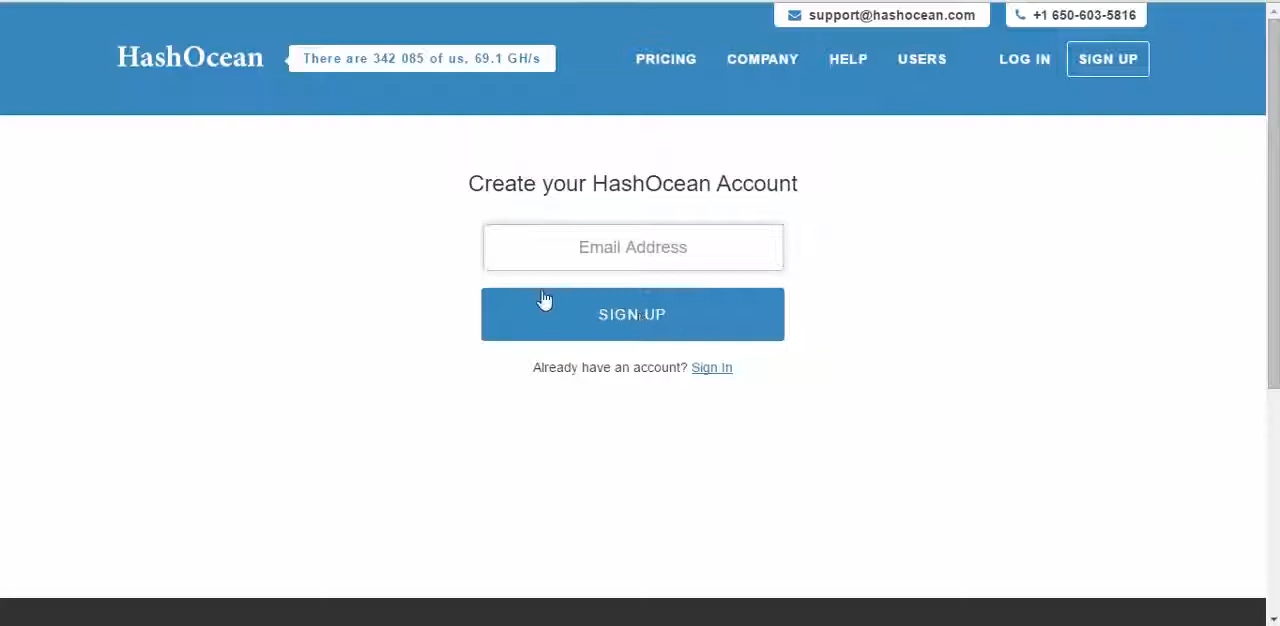 support@hashocean.com
+1 650-603-5816
HashOcean
There are 342 085 of us, 69.1 GH/s
PRICING
COMPANY
HELP
USERS
LOG IN
SIGN UP
Create your HashOcean Account
Email Address
SIGN UP
Already have an account? Sign In